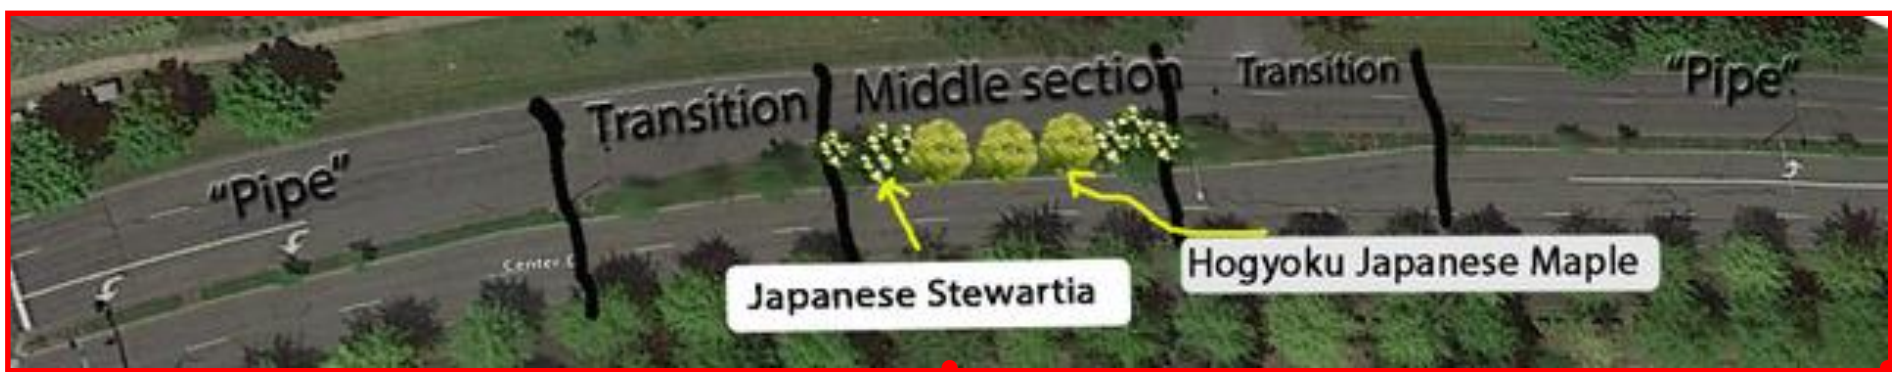 "Pipe"
Transition
Middle section
Transition
"Pipe"
Japanese Stewartia
Hogyoku Japanese Maple